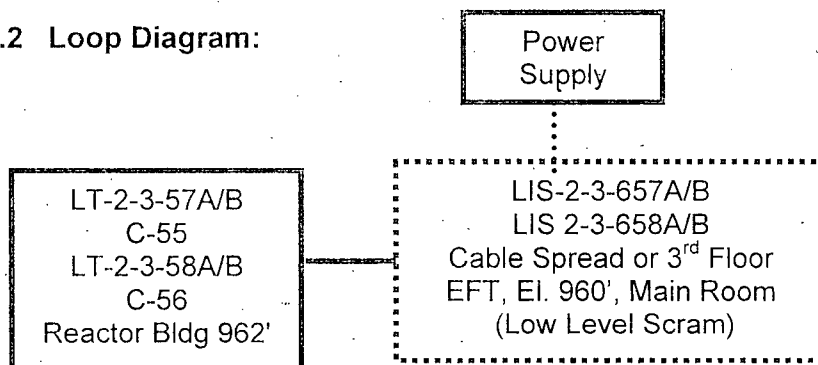 .2 Loop Diagram:
Power
Supply
LT-2-3-57A/B
C-55
LT-2-3-58A/B
C-56
Reactor Bldg 962'
LIS-2-3-657A/B
LIS 2-3-658A/B
Cable Spread or 3rd Floor
EFT, El. 960', Main Room
(Low Level Scram)